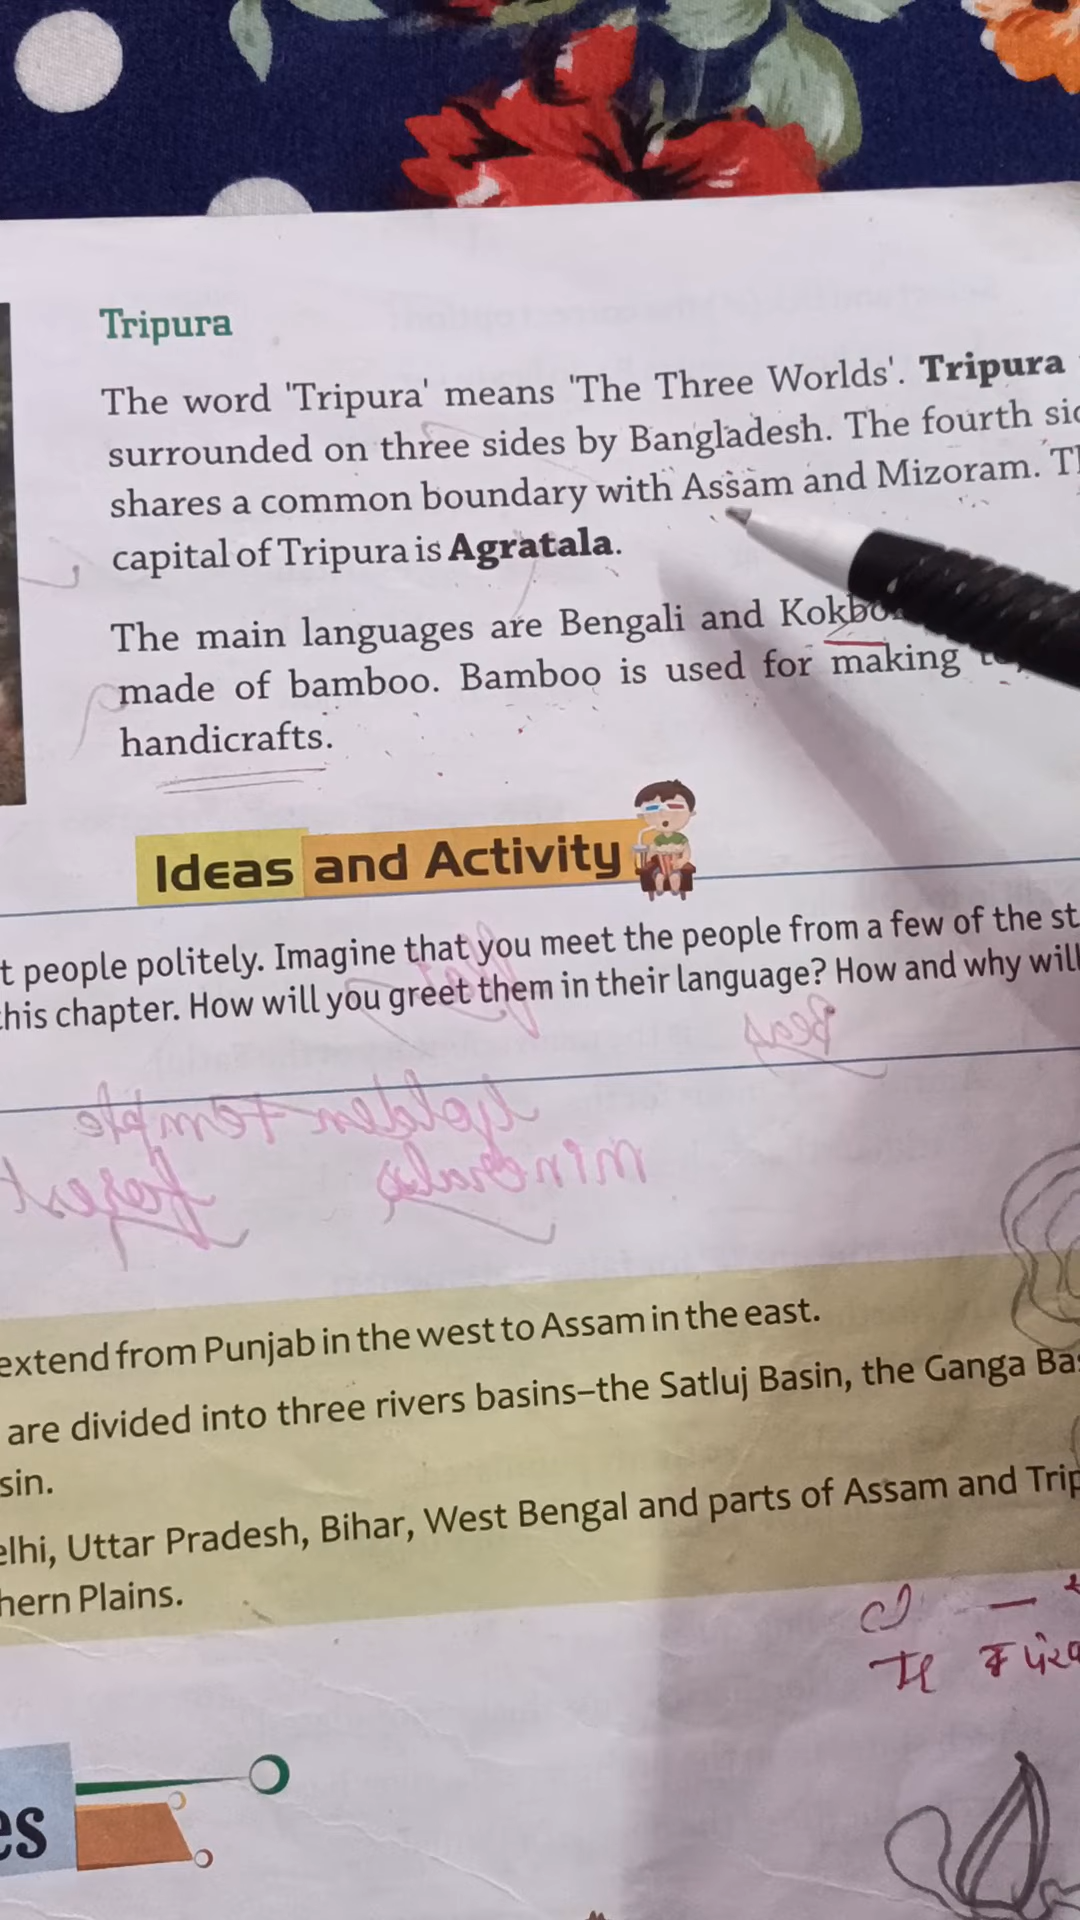 Tripura
The word 'Tripura' means 'The Three Worlds'. Tripura
surrounded on three sides by Bangladesh. The fourth
shares a common boundary with Assam and Mizoram.
capital of Tripura is Agratala.
The main languages are Bengali and
made of bamboo. Bamboo is used for making
handicrafts.
Ideas and Activity
t people politely. Imagine that you meet the people from a few of the st
this chapter. How will you greet them in their language? How and why will
extend from Punjab in the west to Assam in the east.
are divided into three rivers basins–the Satluj Basin, the Ganga
sin.
elhi, Uttar Pradesh, Bihar, West Bengal and parts of Assam and
hern Plains.
es